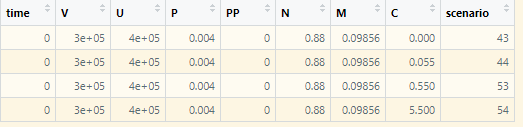 time V U P PP N M C scenario
0 3e+05 4e+05 0.004 0 0.88 0.09856 0.000 43
0 3e+05 4e+05 0.004 0 0.88 0.09856 0.055 44
0 3e+05 4e+05 0.004 0 0.88 0.09856 0.550 53
0 3e+05 4e+05 0.004 0 0.88 0.09856 5.500 54